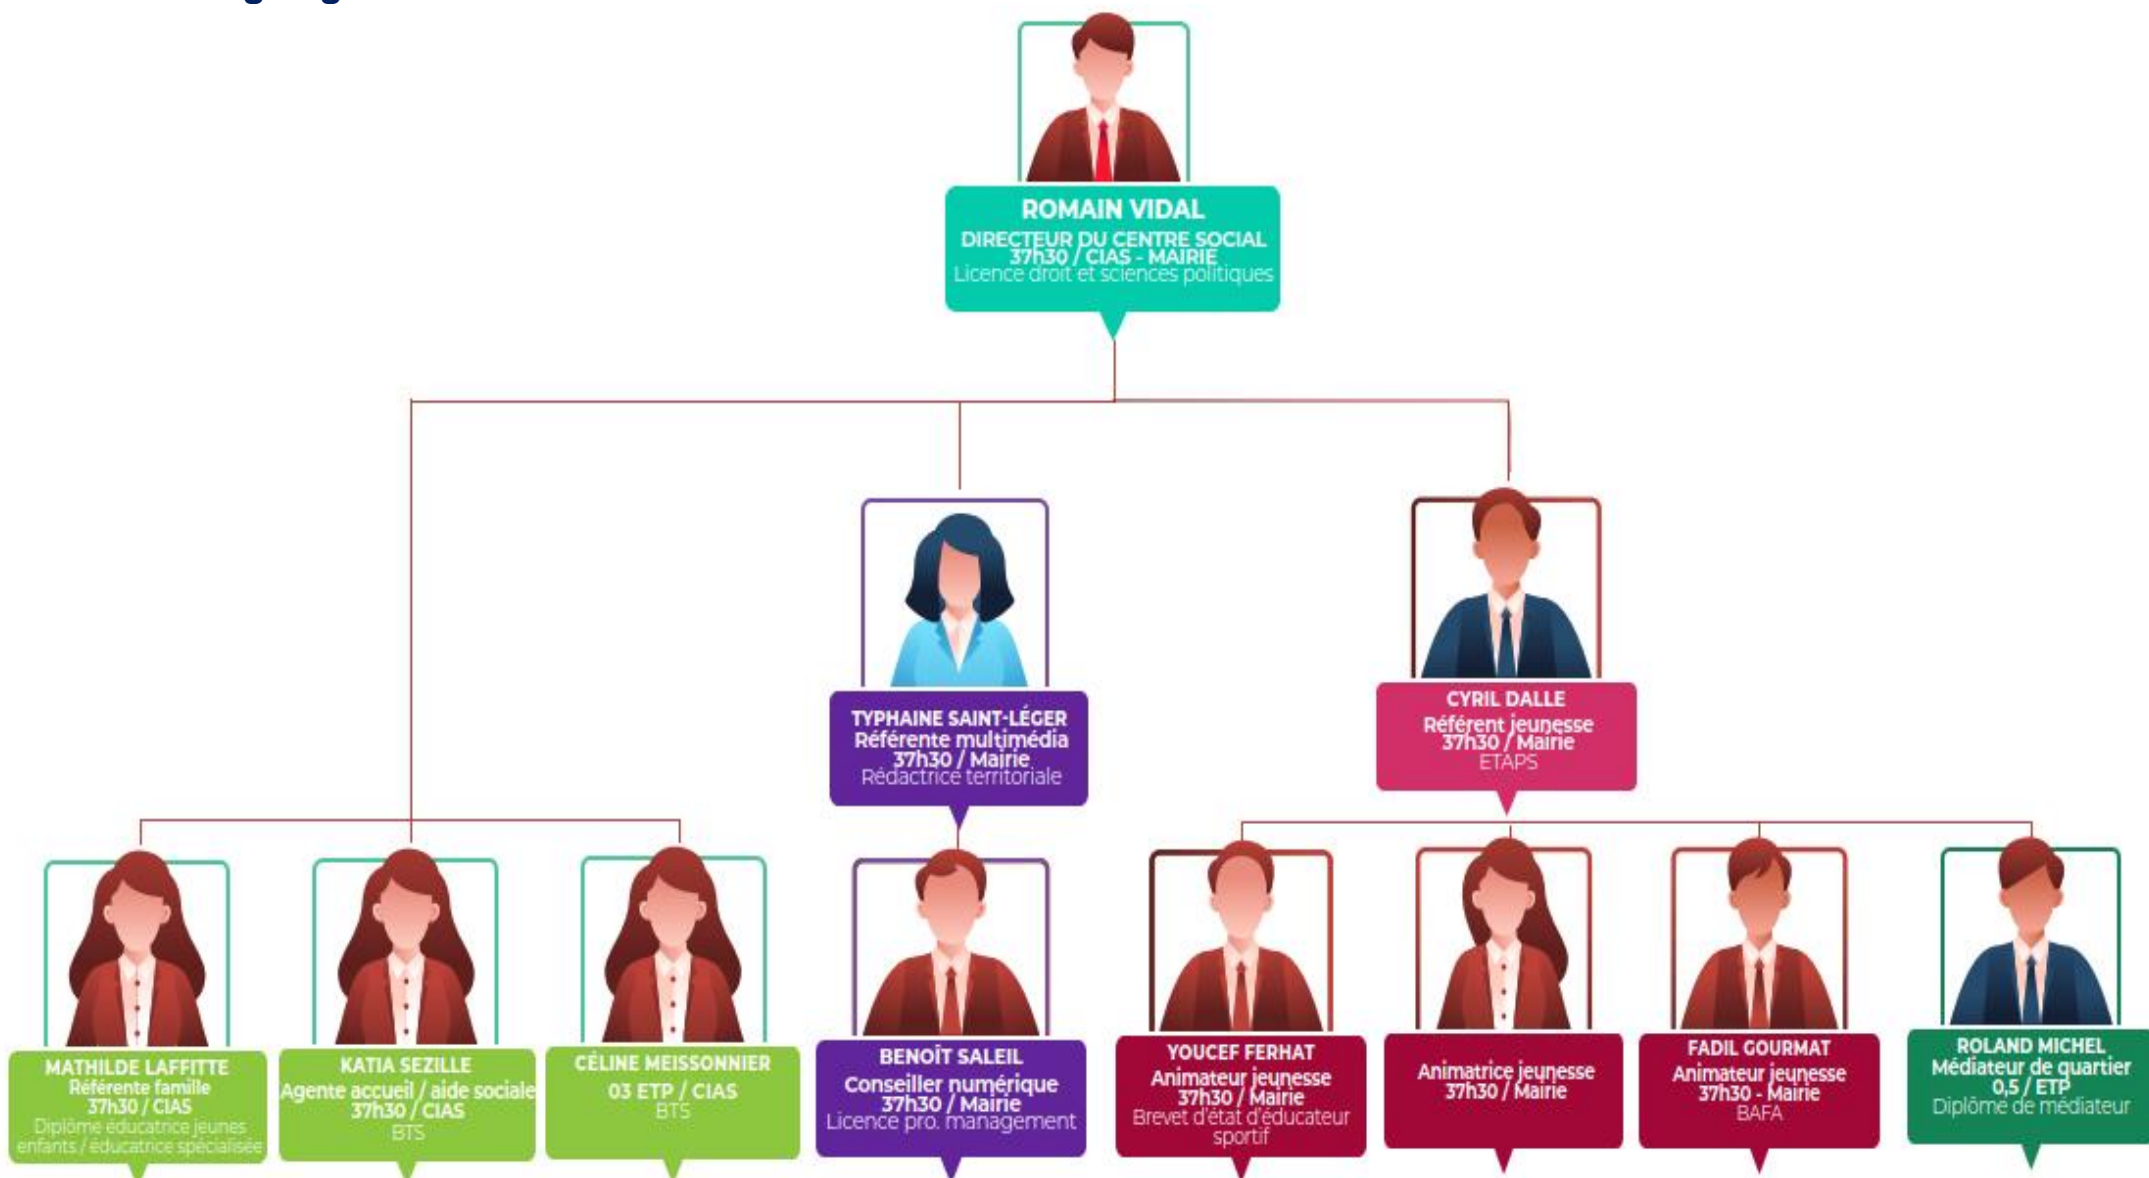 ROMAIN VIDAL
DIRECTEUR DU CENTRE SOCIAL
37h30 / CIAS - MAIRIE
Licence droit et sciences politiques
TYPHAINE SAINT-LÉGER
Référente multimédia
37h30 / Mairie
Rédactrice territoriale
CYRIL DALLE
Référent jeunesse
37h30 / Mairie
ETAPS
MATHILDE LAFFITTE
Référente famille
37h30 / CIAS
Diplôme éducatrice jeunes
enfants / éducatrice spécialisée
KATIA SEZILLE
Agente accueil / aide sociale
37h30 / CIAS
BTS
CÉLINE MEISSONNIER
03 ETP / CIAS
BTS
BENOÎT SALEIL
Conseiller numérique
37h30 / Mairie
Licence pro. management
YOUCEF FERHAT
Animateur jeunesse
37h30 / Mairie
Brevet d'état d'éducateur
sportif
Animatrice jeunesse
37h30 / Mairie
FADIL GOURMAT
Animateur jeunesse
37h30 - Mairie
BAFA
ROLAND MICHEL
Médiateur de quartier
0,5 / ETP
Diplôme de médiateur